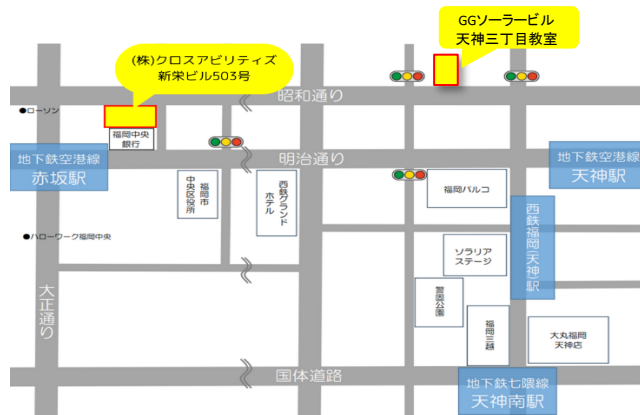 GGソーラービル
天神三丁目教室
(株)クロスアビリティズ
新栄ビル503号
昭和通り
●ローソン
福岡中央
銀行
地下鉄空港線
赤坂駅
明治通り
地下鉄空港線
天神駅
福岡市
中央区役所
西鉄グランド
ホテル
福岡パルコ
西鉄福岡(天神)駅
●ハローワーク福岡中央
ソラリア
ステージ
大正通り
警固公園
福岡三越
大丸福岡
天神店
国体道路
地下鉄七隈線
天神南駅